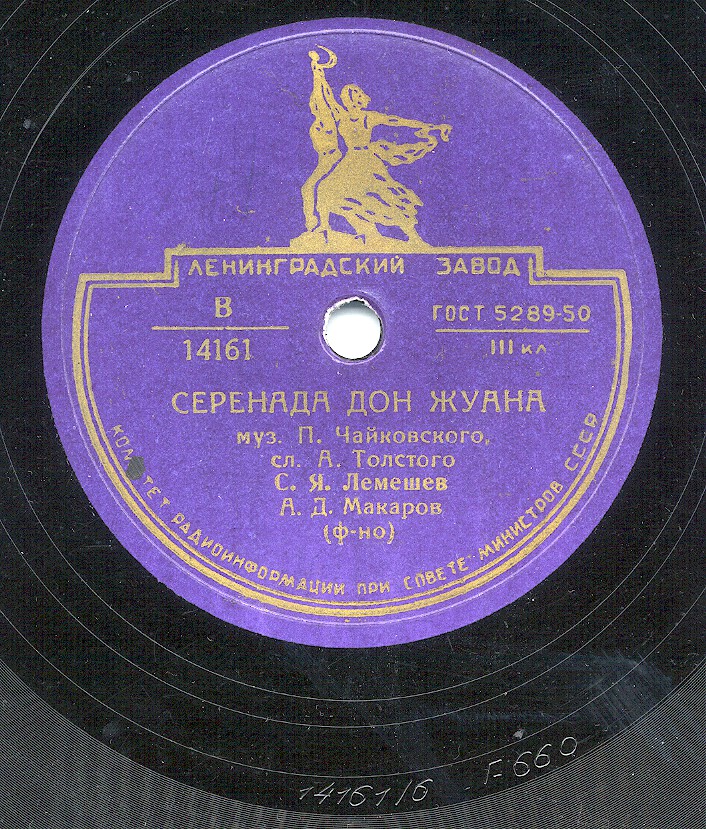 ЛЕНИНГРАДСКИЙ ЗАВОД
В
14161
ГОСТ 5289-50
III кл
СЕРЕНАДА ДОН ЖУАНА
муз. П. Чайковского,
сл. А. Толстого
С. Я. Лемешев
А. Д. Макаров
(ф-но)
КОМИТЕТ РАДИОИНФОРМАЦИИ ПРИ СОВЕТЕ МИНИСТРОВ СССР
14161/6 F-660